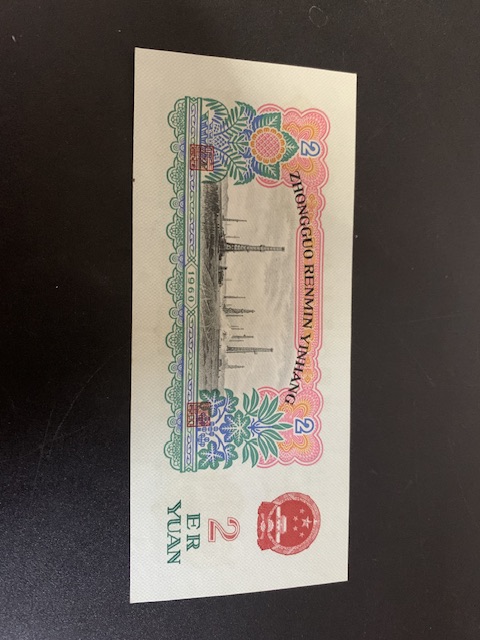 ZHONGGUO RENMIN YINHANG
2
2
1960
2
ER
YUAN